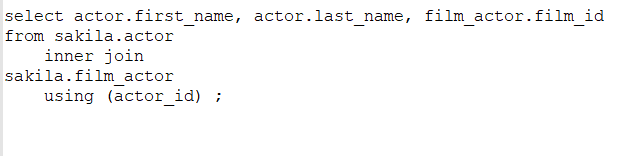 select actor.first_name, actor.last_name, film_actor.film_id
from sakila.actor
    inner join
sakila.film_actor
    using (actor_id) ;